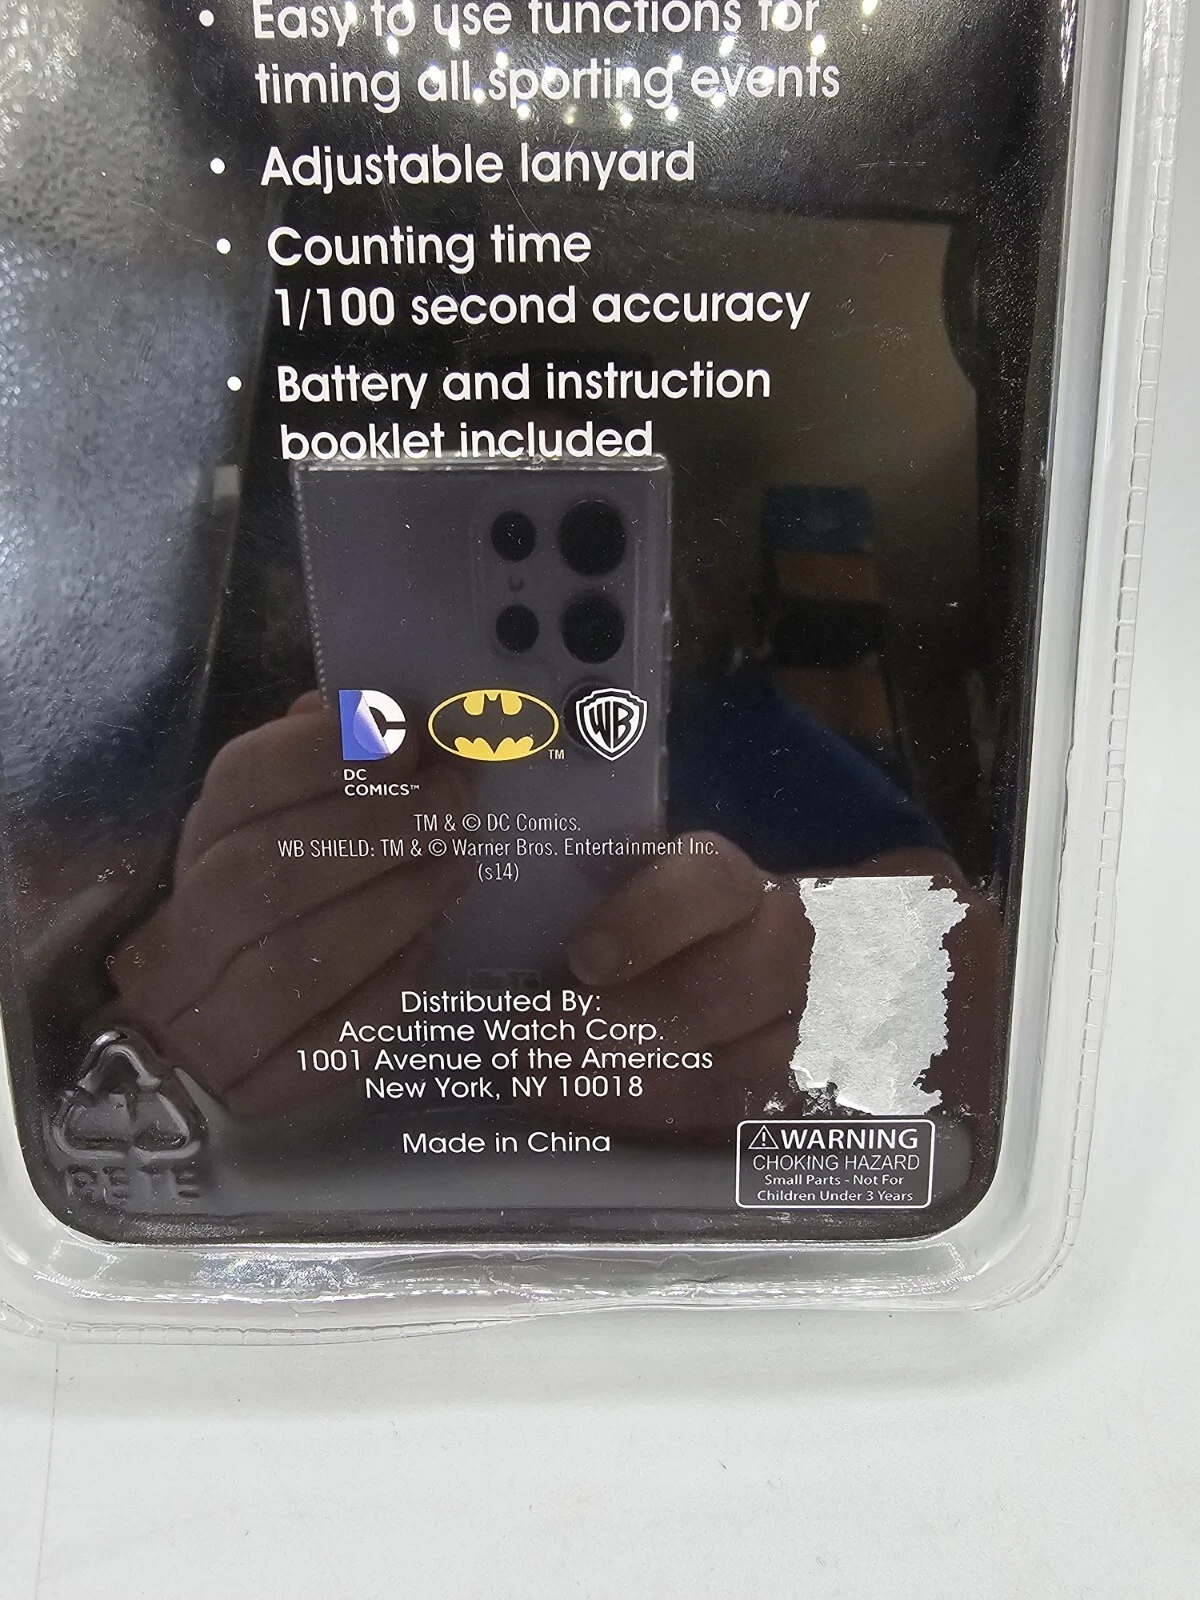 • Easy to use functions for
timing all sporting events
• Adjustable lanyard
• Counting time
1/100 second accuracy
• Battery and instruction
booklet included
DC
COMICS™
TM
WB
TM & © DC Comics.
WB SHIELD: TM & © Warner Bros. Entertainment Inc.
(s14)
Distributed By:
Accutime Watch Corp.
1001 Avenue of the Americas
New York, NY 10018
Made in China
PETE
⚠WARNING
CHOKING HAZARD
Small Parts - Not For
Children Under 3 Years